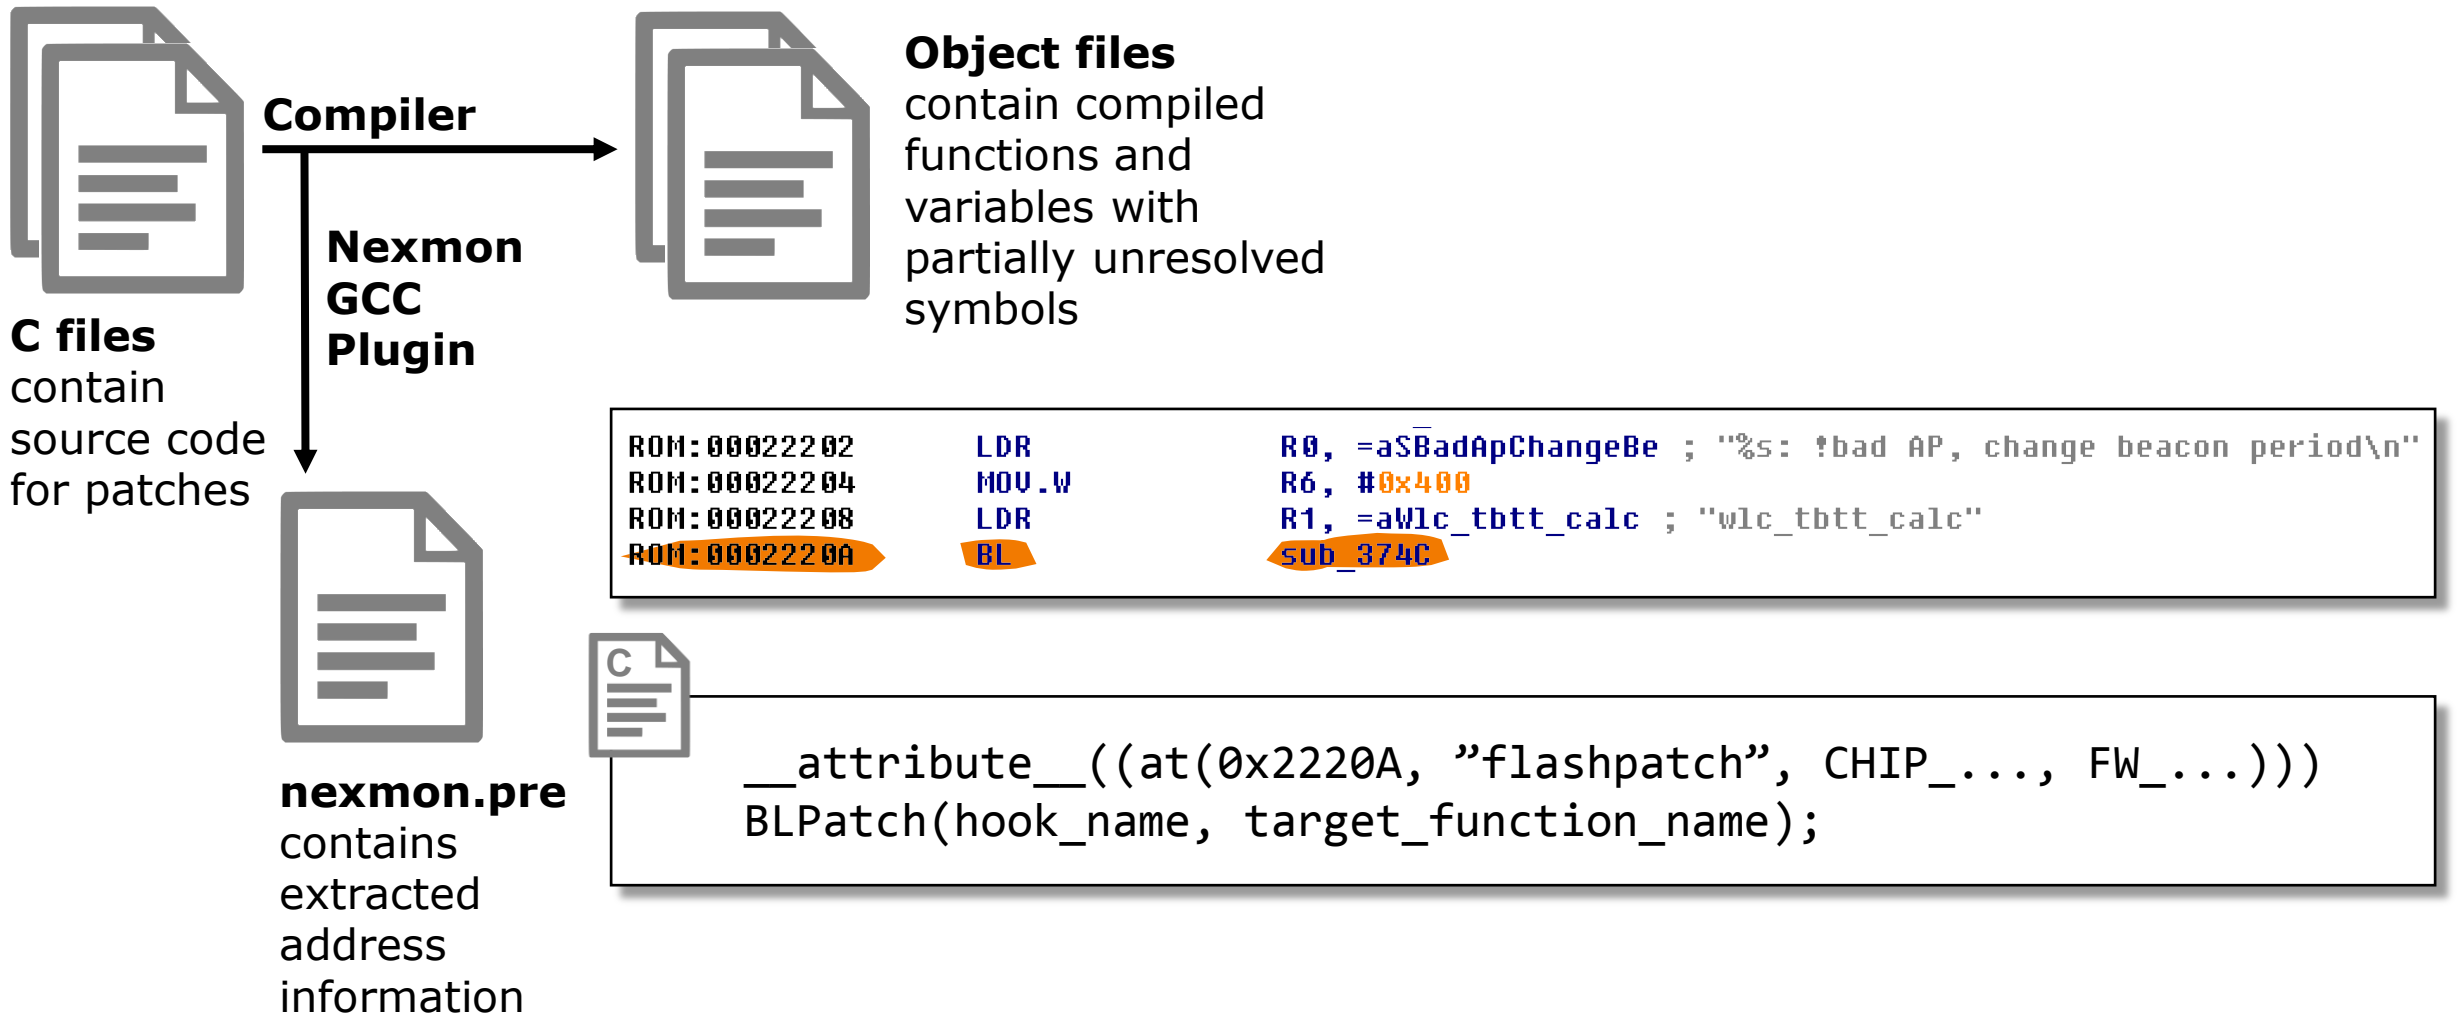 Compiler
Nexmon
GCC
Plugin
C files
contain
source code
for patches
Object files
contain compiled
functions and
variables with
partially unresolved
symbols
nexmon.pre
contains
extracted
address
information
ROM:00022202 LDR R0, =aSBadApChangeBe ; "%s: !bad AP, change beacon period\n"
ROM:00022204 MOV.W R6, #0x400
ROM:00022208 LDR R1, =aWlc_tbtt_calc ; "wlc_tbtt_calc"
ROM:0002220A BL sub_374C
C
__attribute__((at(0x2220A, ”flashpatch”, CHIP_..., FW_...)))
BLPatch(hook_name, target_function_name);